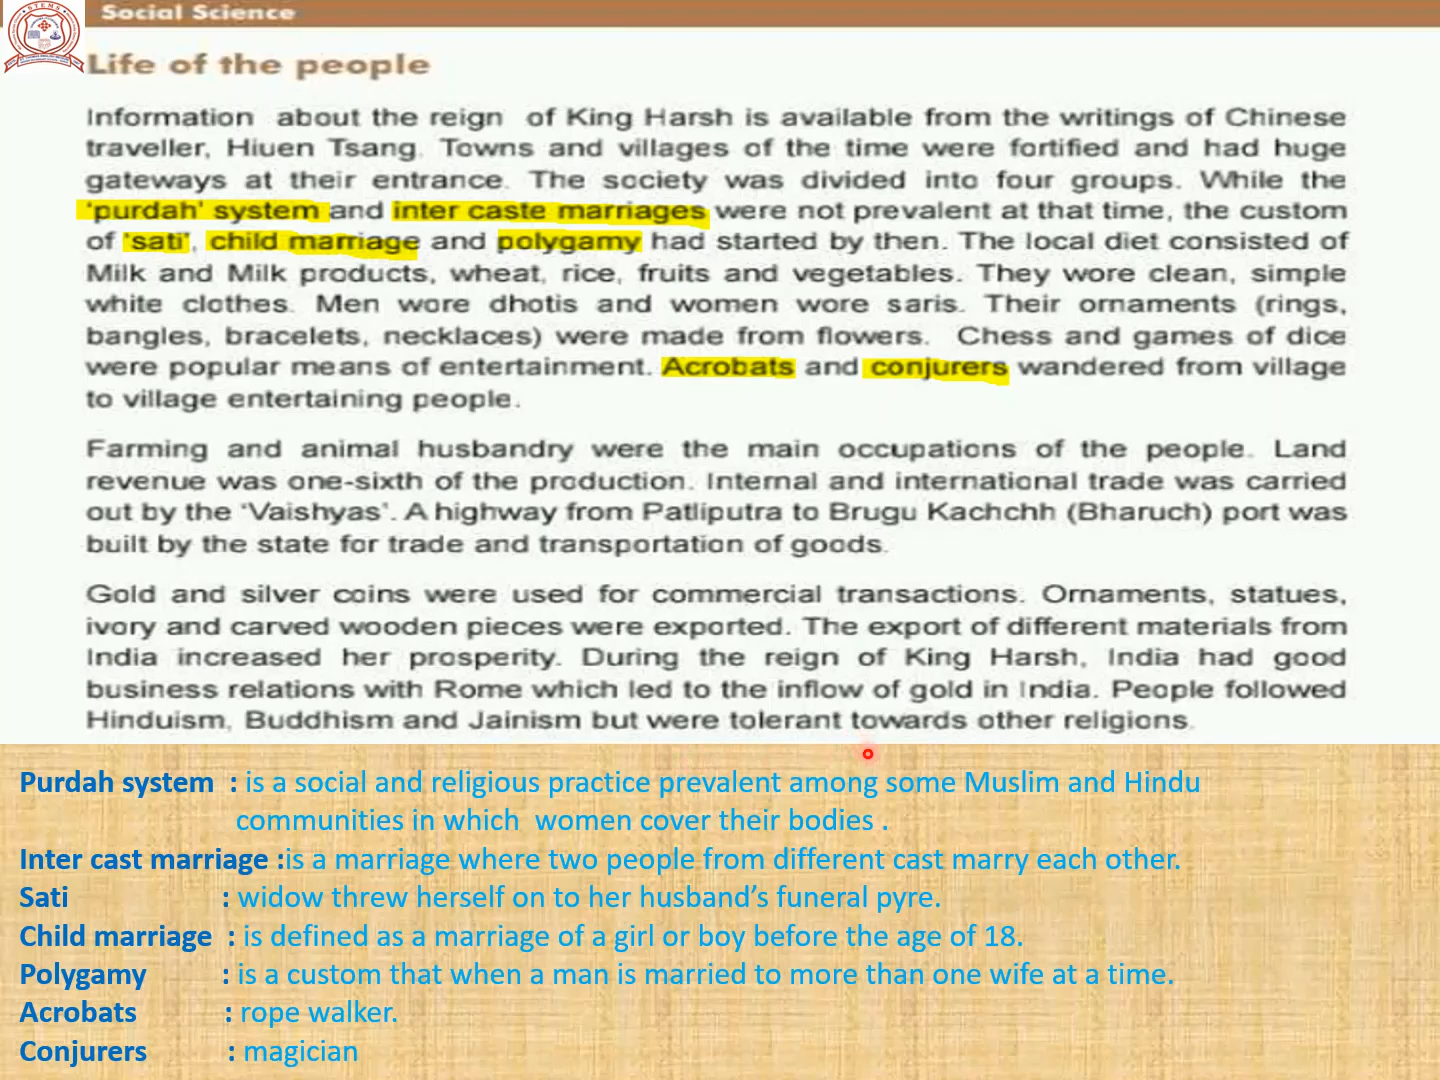 Social Science
Life of the people
Information about the reign of King Harsh is available from the writings of Chinese
traveller, Hiuen Tsang. Towns and villages of the time were fortified and had huge
gateways at their entrance. The society was divided into four groups. While the
'purdah' system and inter caste marriages were not prevalent at that time, the custom
of 'sati', child marriage and polygamy had started by then. The local diet consisted of
Milk and Milk products, wheat, rice, fruits and vegetables. They wore clean, simple
white clothes. Men wore dhotis and women wore saris. Their ornaments (rings,
bangles, bracelets, necklaces) were made from flowers. Chess and games of dice
were popular means of entertainment. Acrobats and conjurers wandered from village
to village entertaining people.
Farming and animal husbandry were the main occupations of the people. Land
revenue was one-sixth of the production. Internal and international trade was carried
out by the 'Vaishyas'. A highway from Patliputra to Brugu Kachchh (Bharuch) port was
built by the state for trade and transportation of goods.
Gold and silver coins were used for commercial transactions. Ornaments, statues,
ivory and carved wooden pieces were exported. The export of different materials from
India increased her prosperity. During the reign of King Harsh, India had good
business relations with Rome which led to the inflow of gold in India. People followed
Hinduism, Buddhism and Jainism but were tolerant towards other religions.
Purdah system : is a social and religious practice prevalent among some Muslim and Hindu
communities in which women cover their bodies .
Inter cast marriage :is a marriage where two people from different cast marry each other.
Sati : widow threw herself on to her husband's funeral pyre.
Child marriage : is defined as a marriage of a girl or boy before the age of 18.
Polygamy : is a custom that when a man is married to more than one wife at a time.
Acrobats : rope walker.
Conjurers : magician